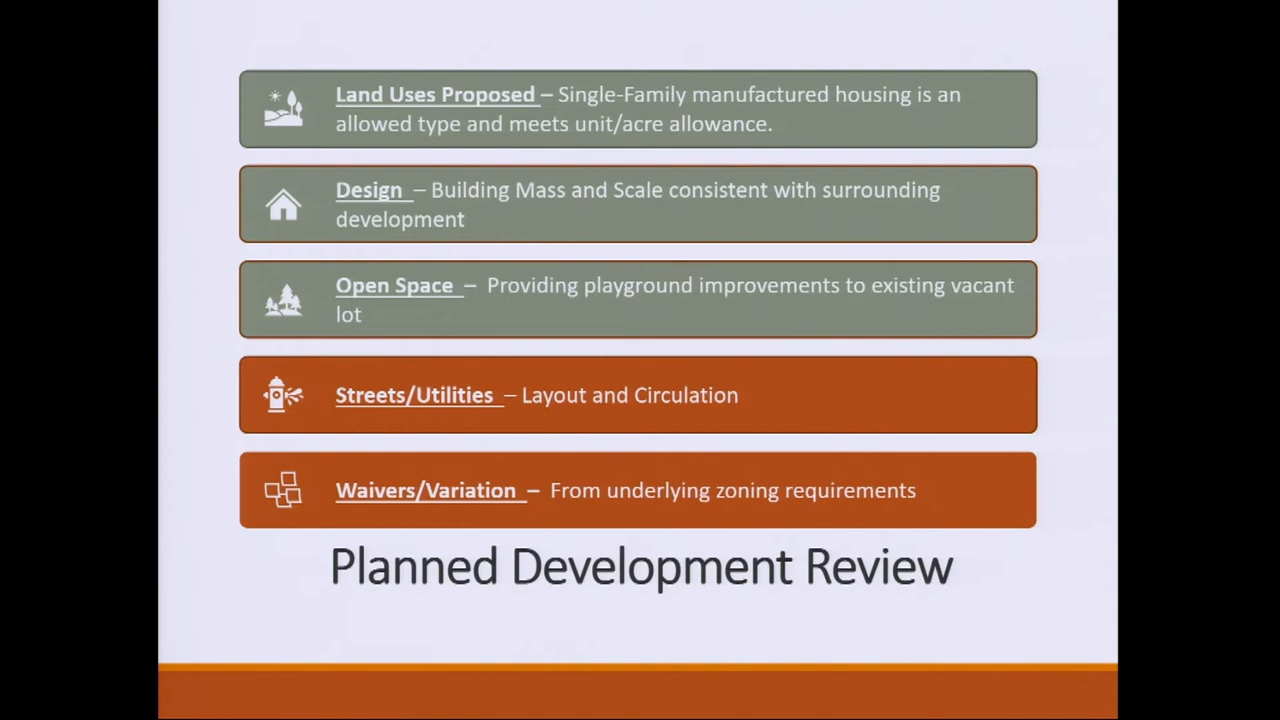 Land Uses Proposed – Single-Family manufactured housing is an
allowed type and meets unit/acre allowance.
Design – Building Mass and Scale consistent with surrounding
development
Open Space – Providing playground improvements to existing vacant
lot
Streets/Utilities – Layout and Circulation
Waivers/Variation – From underlying zoning requirements
Planned Development Review